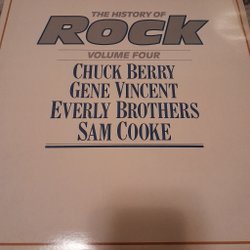 THE HISTORY OF
ROCK
VOLUME FOUR
CHUCK BERRY
GENE VINCENT
EVERLY BROTHERS
SAM COOKE